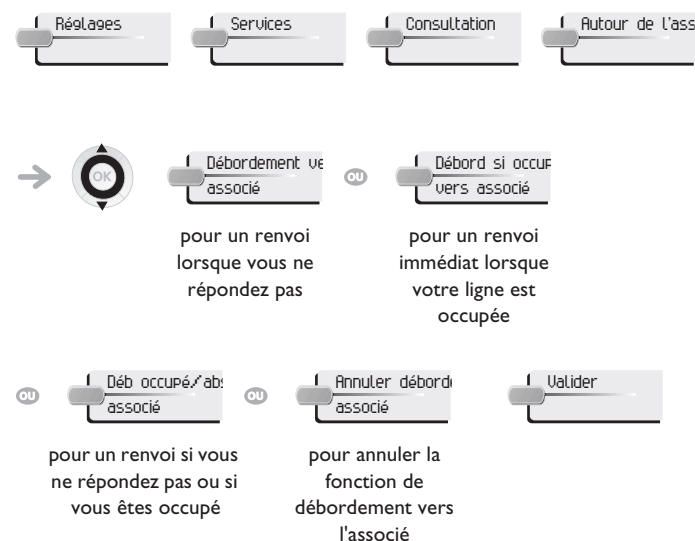 Réglages
Services
Consultation
Autour de l'ass
OK
Débordement ve
associé
OU
Débord si occup
vers associé
pour un renvoi
lorsque vous ne
répondez pas
pour un renvoi
immédiat lorsque
votre ligne est
occupée
OU
Déb occupé/abs
associé
OU
Annuler déborde
associé
Valider
pour un renvoi si vous
ne répondez pas ou si
vous êtes occupé
pour annuler la
fonction de
débordement vers
l'associé